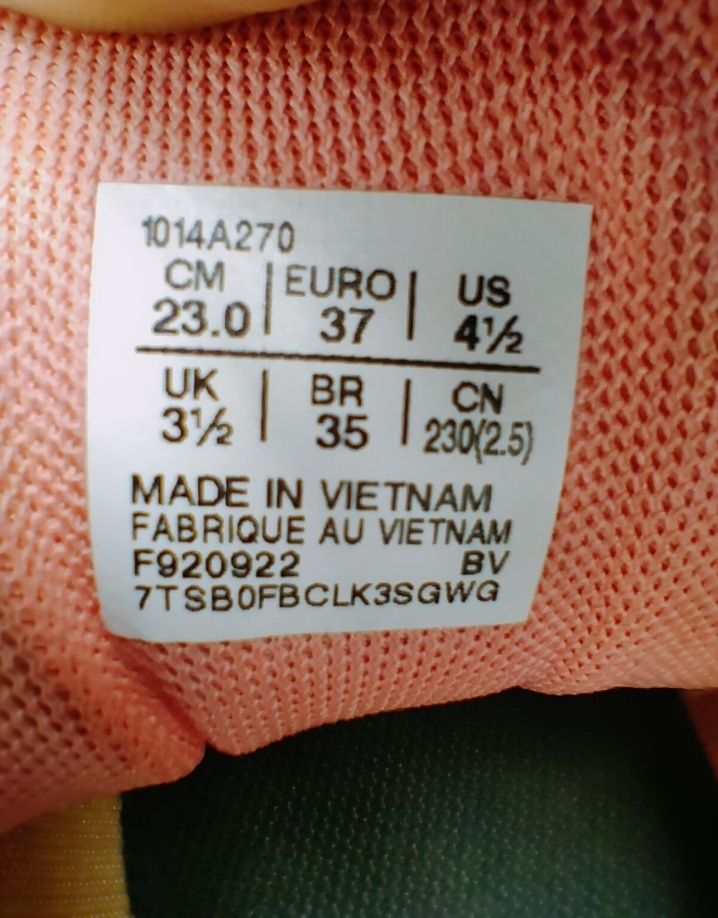 1014A270
CM | EURO | US
23.0 | 37 | 4½
UK | BR | CN
3½ | 35 | 230(2.5)
MADE IN VIETNAM
FABRIQUE AU VIETNAM
F920922 BV
7TSB0FBCLK3SGWG